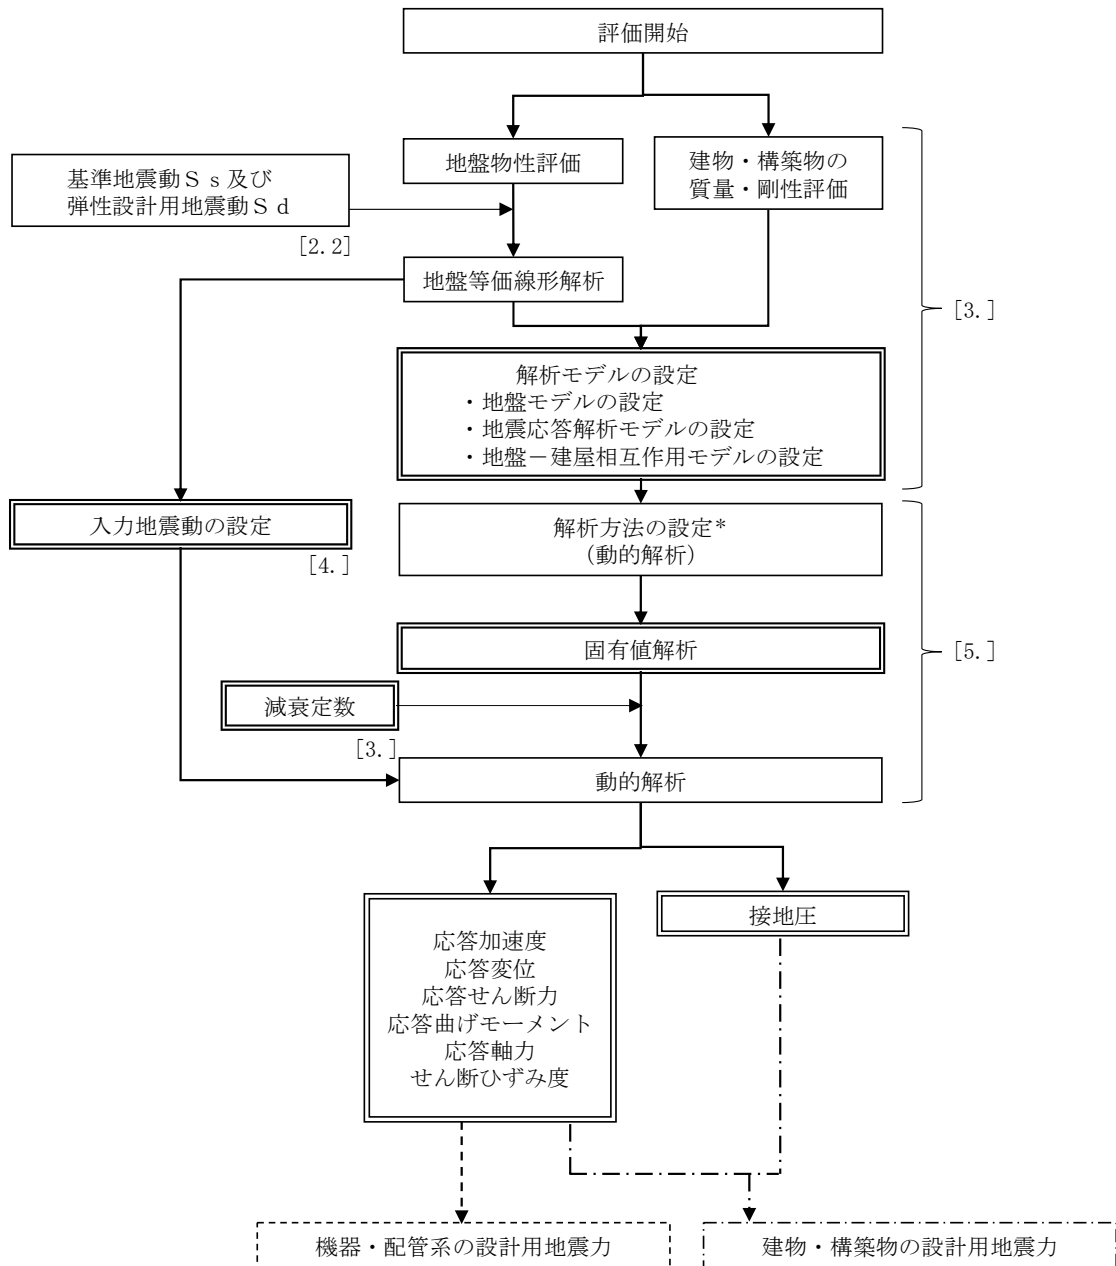 評価開始
地盤物性評価
建物・構築物の
質量・剛性評価
基準地震動Ｓｓ及び
弾性設計用地震動Ｓｄ
[2.2]
地盤等価線形解析
[3.]
解析モデルの設定
・地盤モデルの設定
・地震応答解析モデルの設定
・地盤－建屋相互作用モデルの設定
入力地震動の設定
[4.]
解析方法の設定*
（動的解析）
固有値解析
[5.]
減衰定数
[3.]
動的解析
応答加速度
応答変位
応答せん断力
応答曲げモーメント
応答軸力
せん断ひずみ度
接地圧
機器・配管系の設計用地震力
建物・構築物の設計用地震力